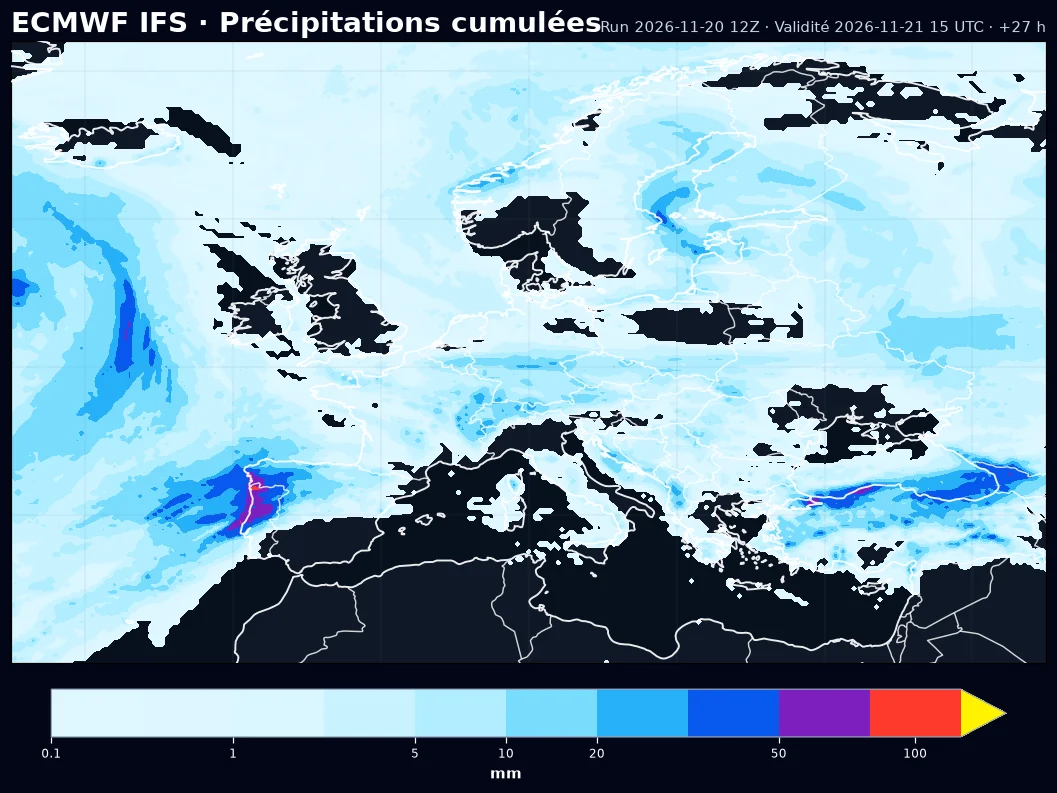 ECMWF IFS · Précipitations cumulées Run 2026-11-20 12Z · Validité 2026-11-21 15 UTC · +27 h
0.1 1 5 10 20 50 100
mm